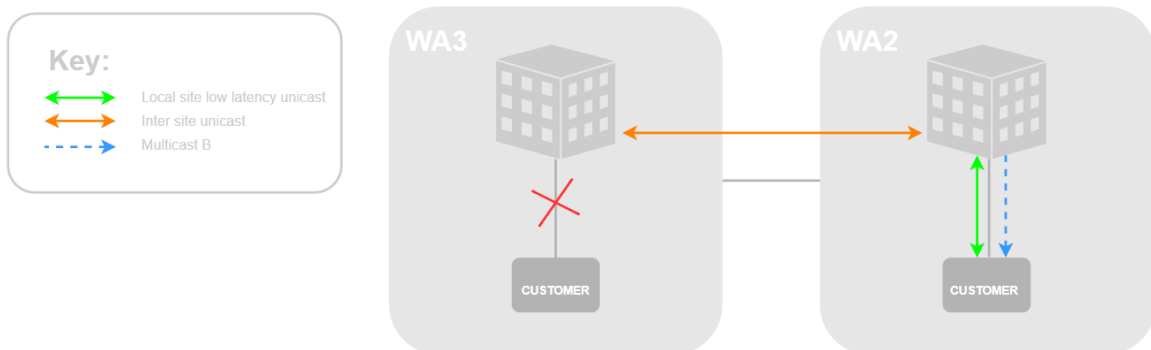 Key:
Local site low latency unicast
Inter site unicast
Multicast B
WA3
CUSTOMER
WA2
CUSTOMER